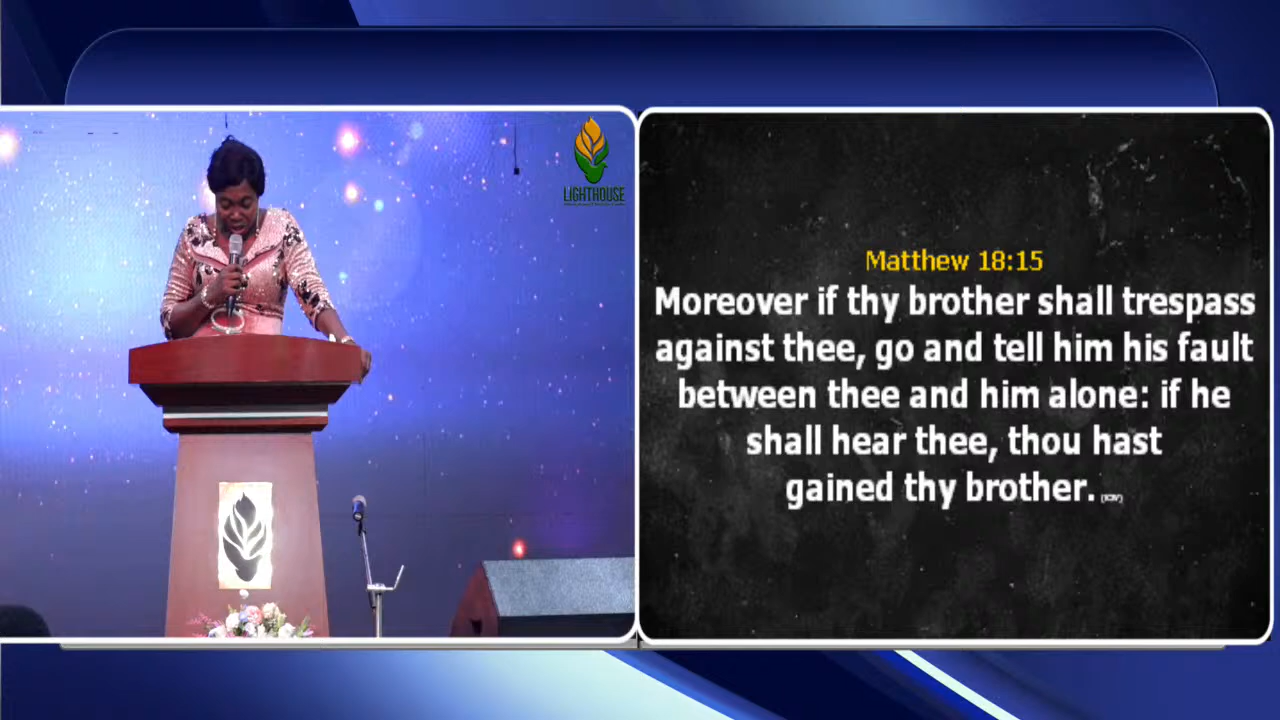 LIGHTHOUSE
Matthew 18:15
Moreover if thy brother shall trespass
against thee, go and tell him his fault
between thee and him alone: if he
shall hear thee, thou hast
gained thy brother. (KJV)